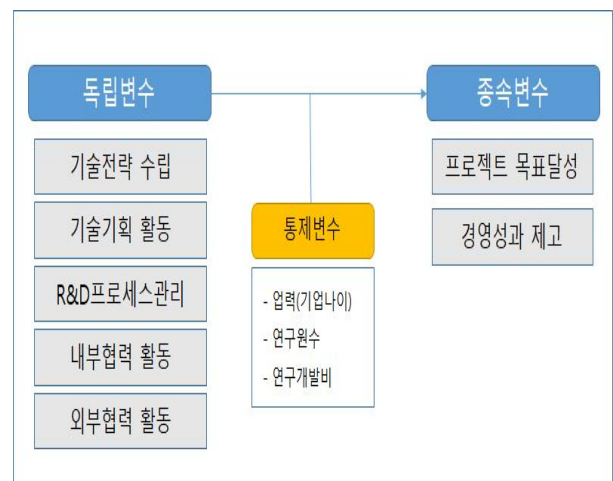 독립변수
기술전략 수립
기술기획 활동
R&D프로세스관리
내부협력 활동
외부협력 활동
통제변수
- 업력(기업나이)
- 연구원수
- 연구개발비
종속변수
프로젝트 목표달성
경영성과 제고